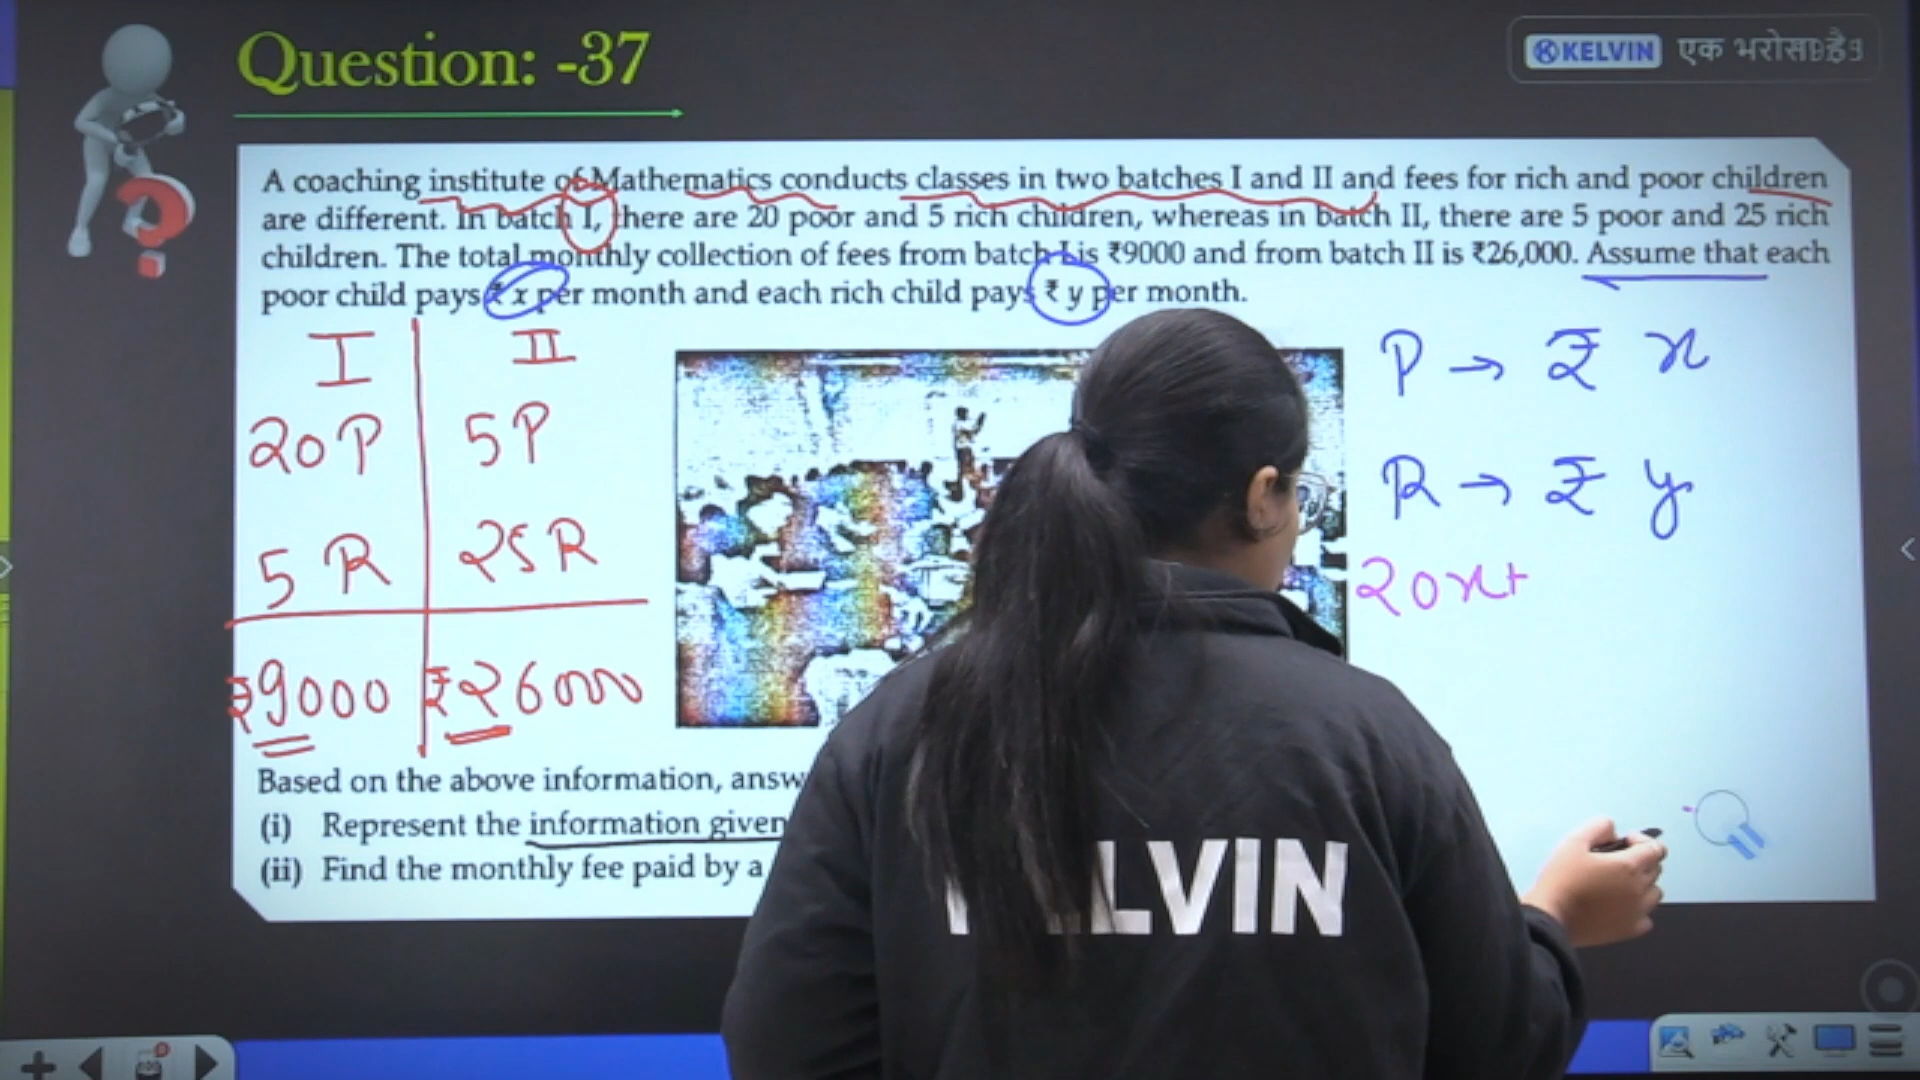 Question: -37
KELVIN एक भरोसा है
A coaching institute of Mathematics conducts classes in two batches I and II and fees for rich and poor children
are different. In batch I, there are 20 poor and 5 rich children, whereas in batch II, there are 5 poor and 25 rich
children. The total monthly collection of fees from batch I is ₹9000 and from batch II is ₹26,000. Assume that each
poor child pays ₹ x per month and each rich child pays ₹ y per month.
I II
20P 5P
5 R 25R
₹9000 ₹26000
P → ₹ x
R → ₹ y
20x+
Based on the above information,
(i) Represent the information given
(ii) Find the monthly fee paid by a
LVIN